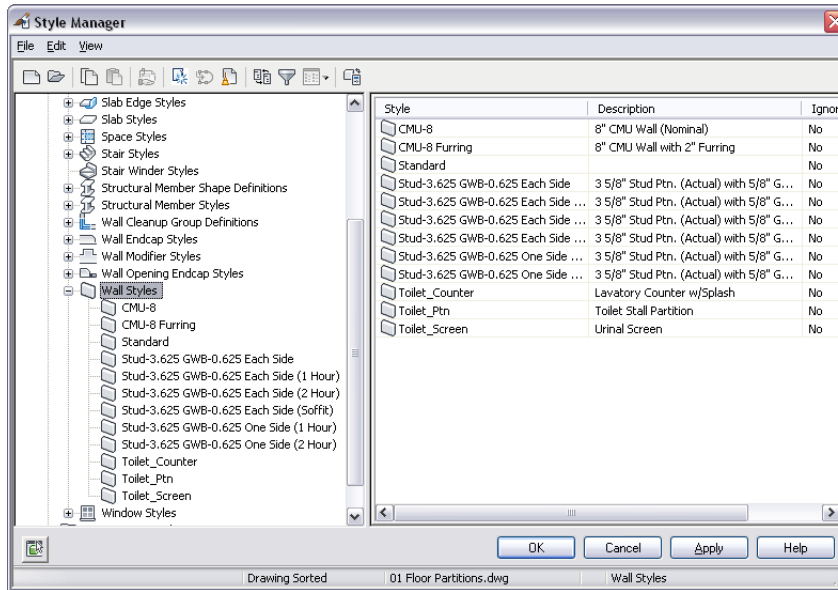 Style Manager
File Edit View
Slab Edge Styles
Slab Styles
Space Styles
Stair Styles
Stair Winder Styles
Structural Member Shape Definitions
Structural Member Styles
Wall Cleanup Group Definitions
Wall Endcap Styles
Wall Modifier Styles
Wall Opening Endcap Styles
Wall Styles
CMU-8
CMU-8 Furring
Standard
Stud-3.625 GWB-0.625 Each Side
Stud-3.625 GWB-0.625 Each Side (1 Hour)
Stud-3.625 GWB-0.625 Each Side (2 Hour)
Stud-3.625 GWB-0.625 Each Side (Soffit)
Stud-3.625 GWB-0.625 One Side (1 Hour)
Stud-3.625 GWB-0.625 One Side (2 Hour)
Toilet_Counter
Toilet_Ptn
Toilet_Screen
Window Styles
Style Description Ignor
CMU-8 8" CMU Wall (Nominal) No
CMU-8 Furring 8" CMU Wall with 2" Furring No
Standard No
Stud-3.625 GWB-0.625 Each Side 3 5/8" Stud Ptn. (Actual) with 5/8" G... No
Stud-3.625 GWB-0.625 Each Side ... 3 5/8" Stud Ptn. (Actual) with 5/8" G... No
Stud-3.625 GWB-0.625 Each Side ... 3 5/8" Stud Ptn. (Actual) with 5/8" G... No
Stud-3.625 GWB-0.625 Each Side ... 3 5/8" Stud Ptn. (Actual) with 5/8" G... No
Stud-3.625 GWB-0.625 One Side ... 3 5/8" Stud Ptn. (Actual) with 5/8" G... No
Stud-3.625 GWB-0.625 One Side ... 3 5/8" Stud Ptn. (Actual) with 5/8" G... No
Toilet_Counter Lavatory Counter w/Splash No
Toilet_Ptn Toilet Stall Partition No
Toilet_Screen Urinal Screen No
OK Cancel Apply Help
Drawing Sorted 01 Floor Partitions.dwg Wall Styles